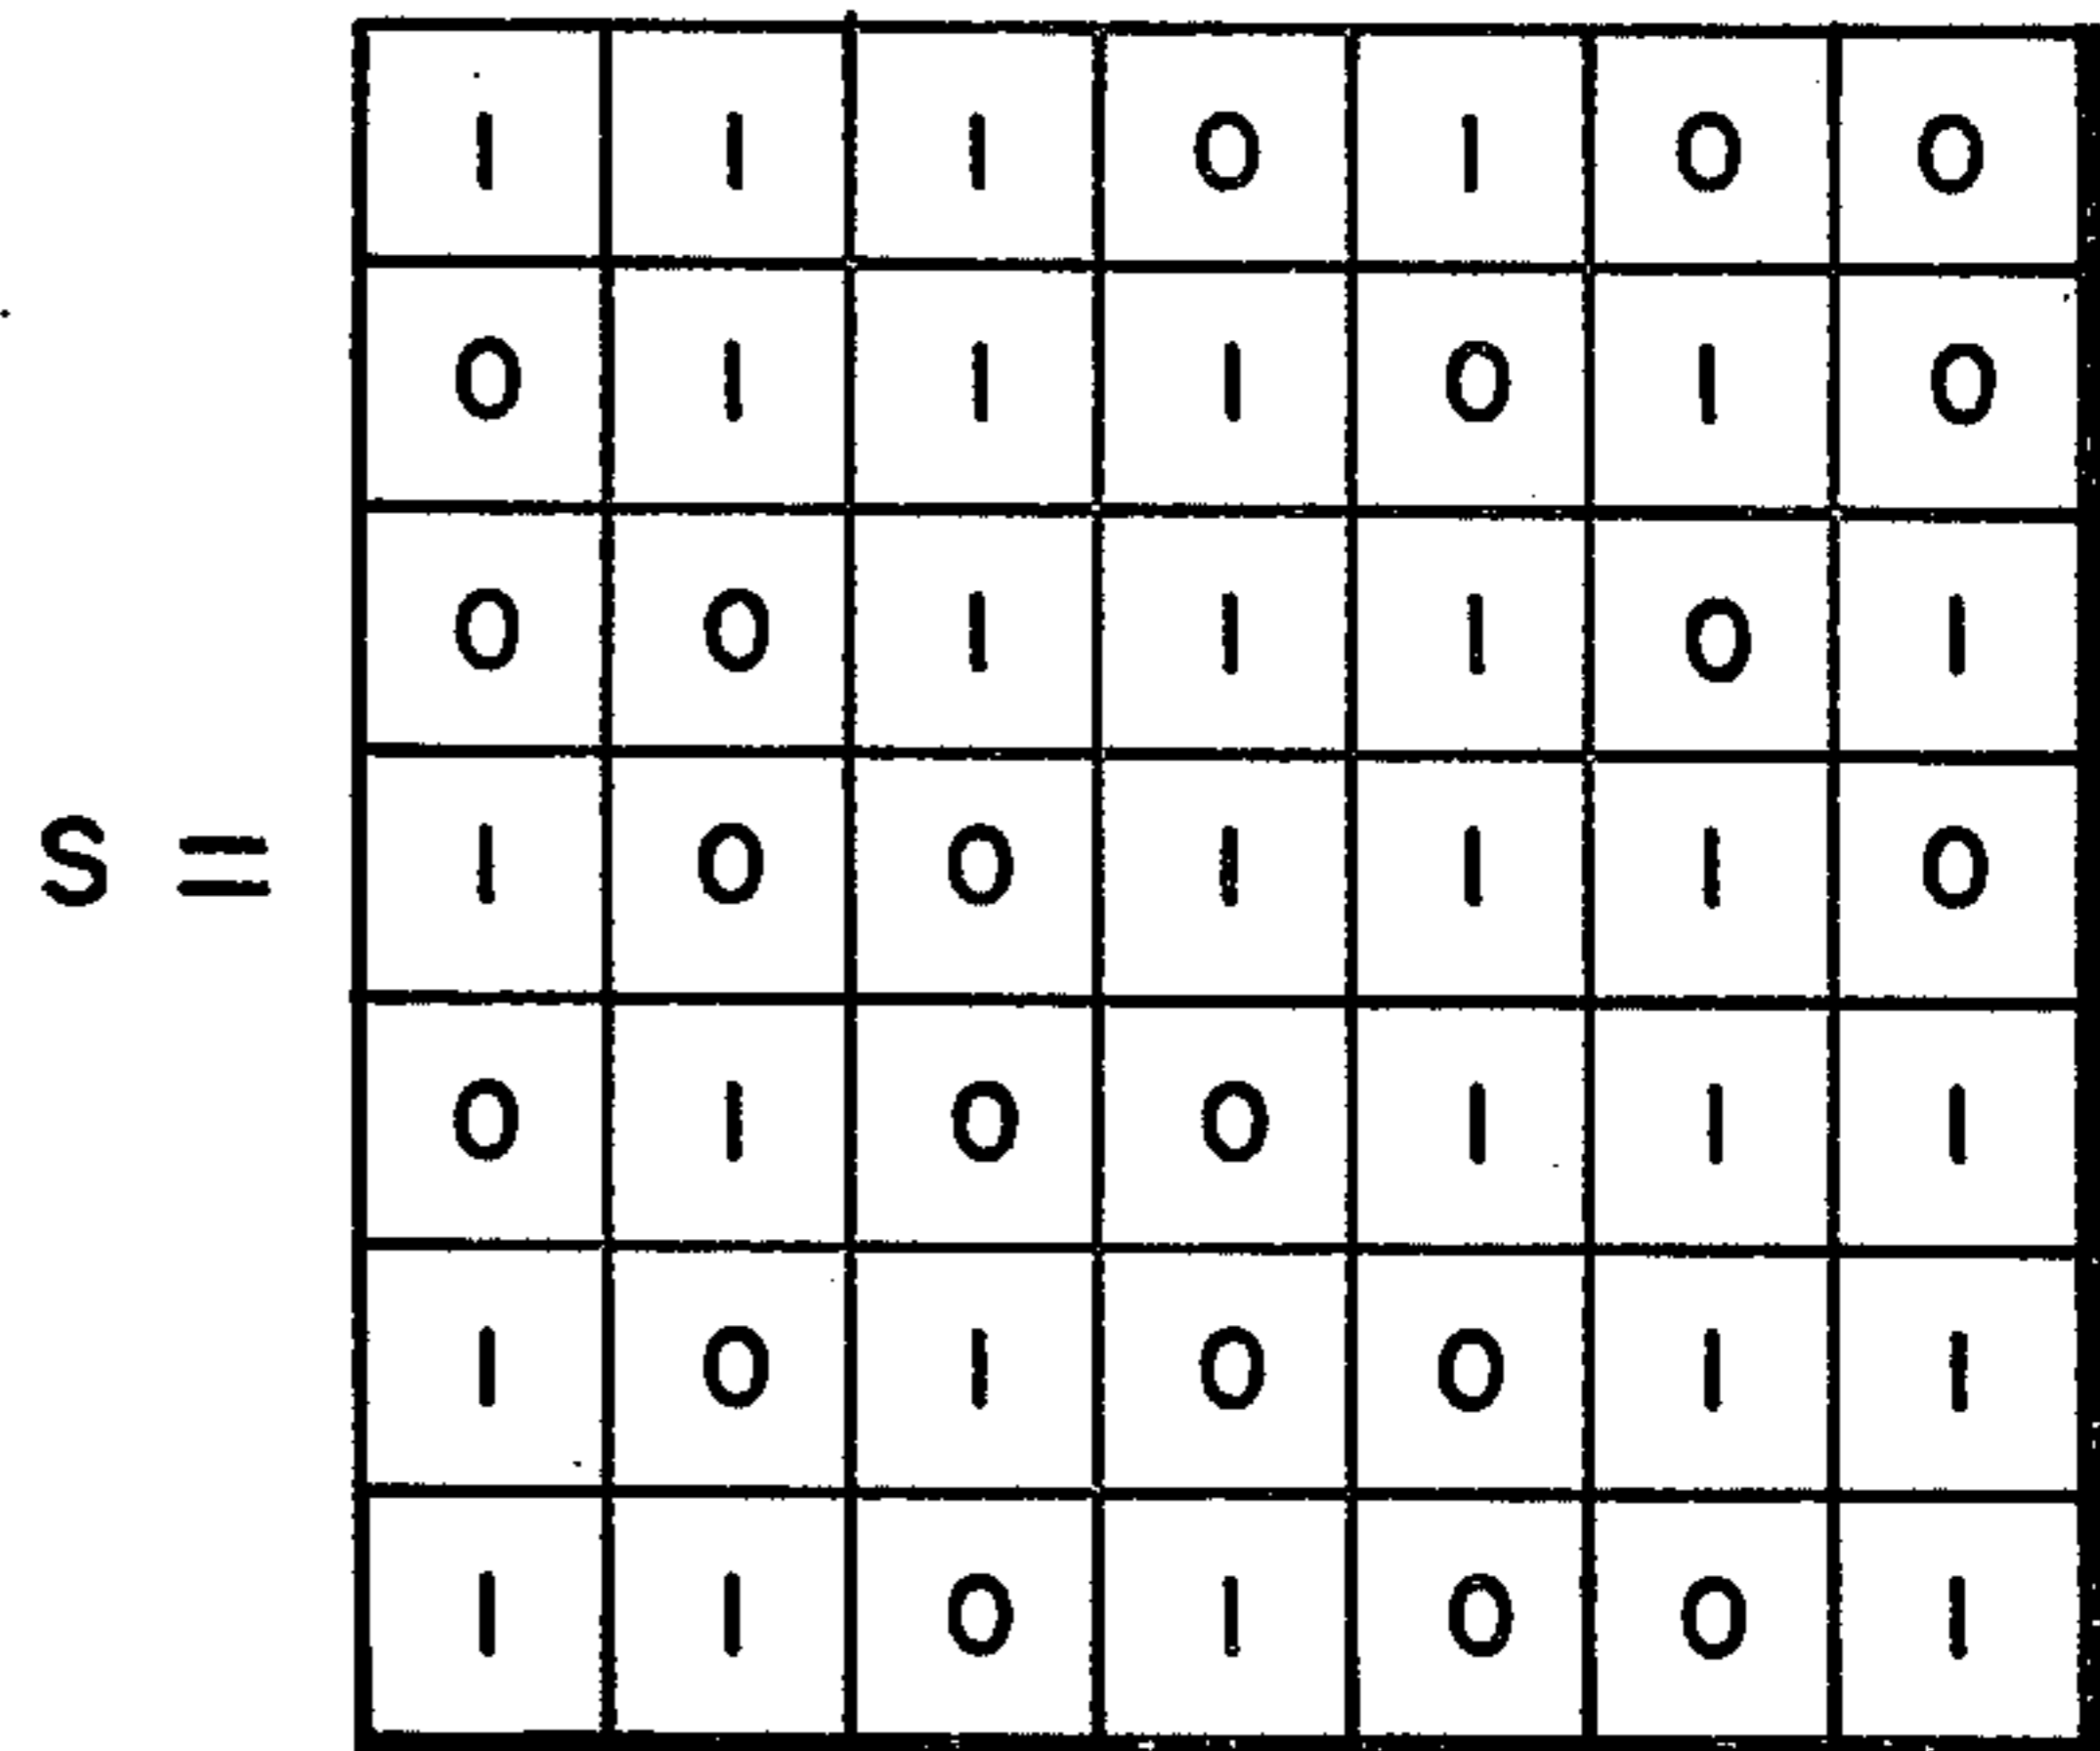 1 1 1 0 1 0 0
0 1 1 1 0 1 0
0 0 1 1 1 0 1
S = 1 0 0 1 1 1 0
0 1 0 0 1 1 1
1 0 1 0 0 1 1
1 1 0 1 0 0 1